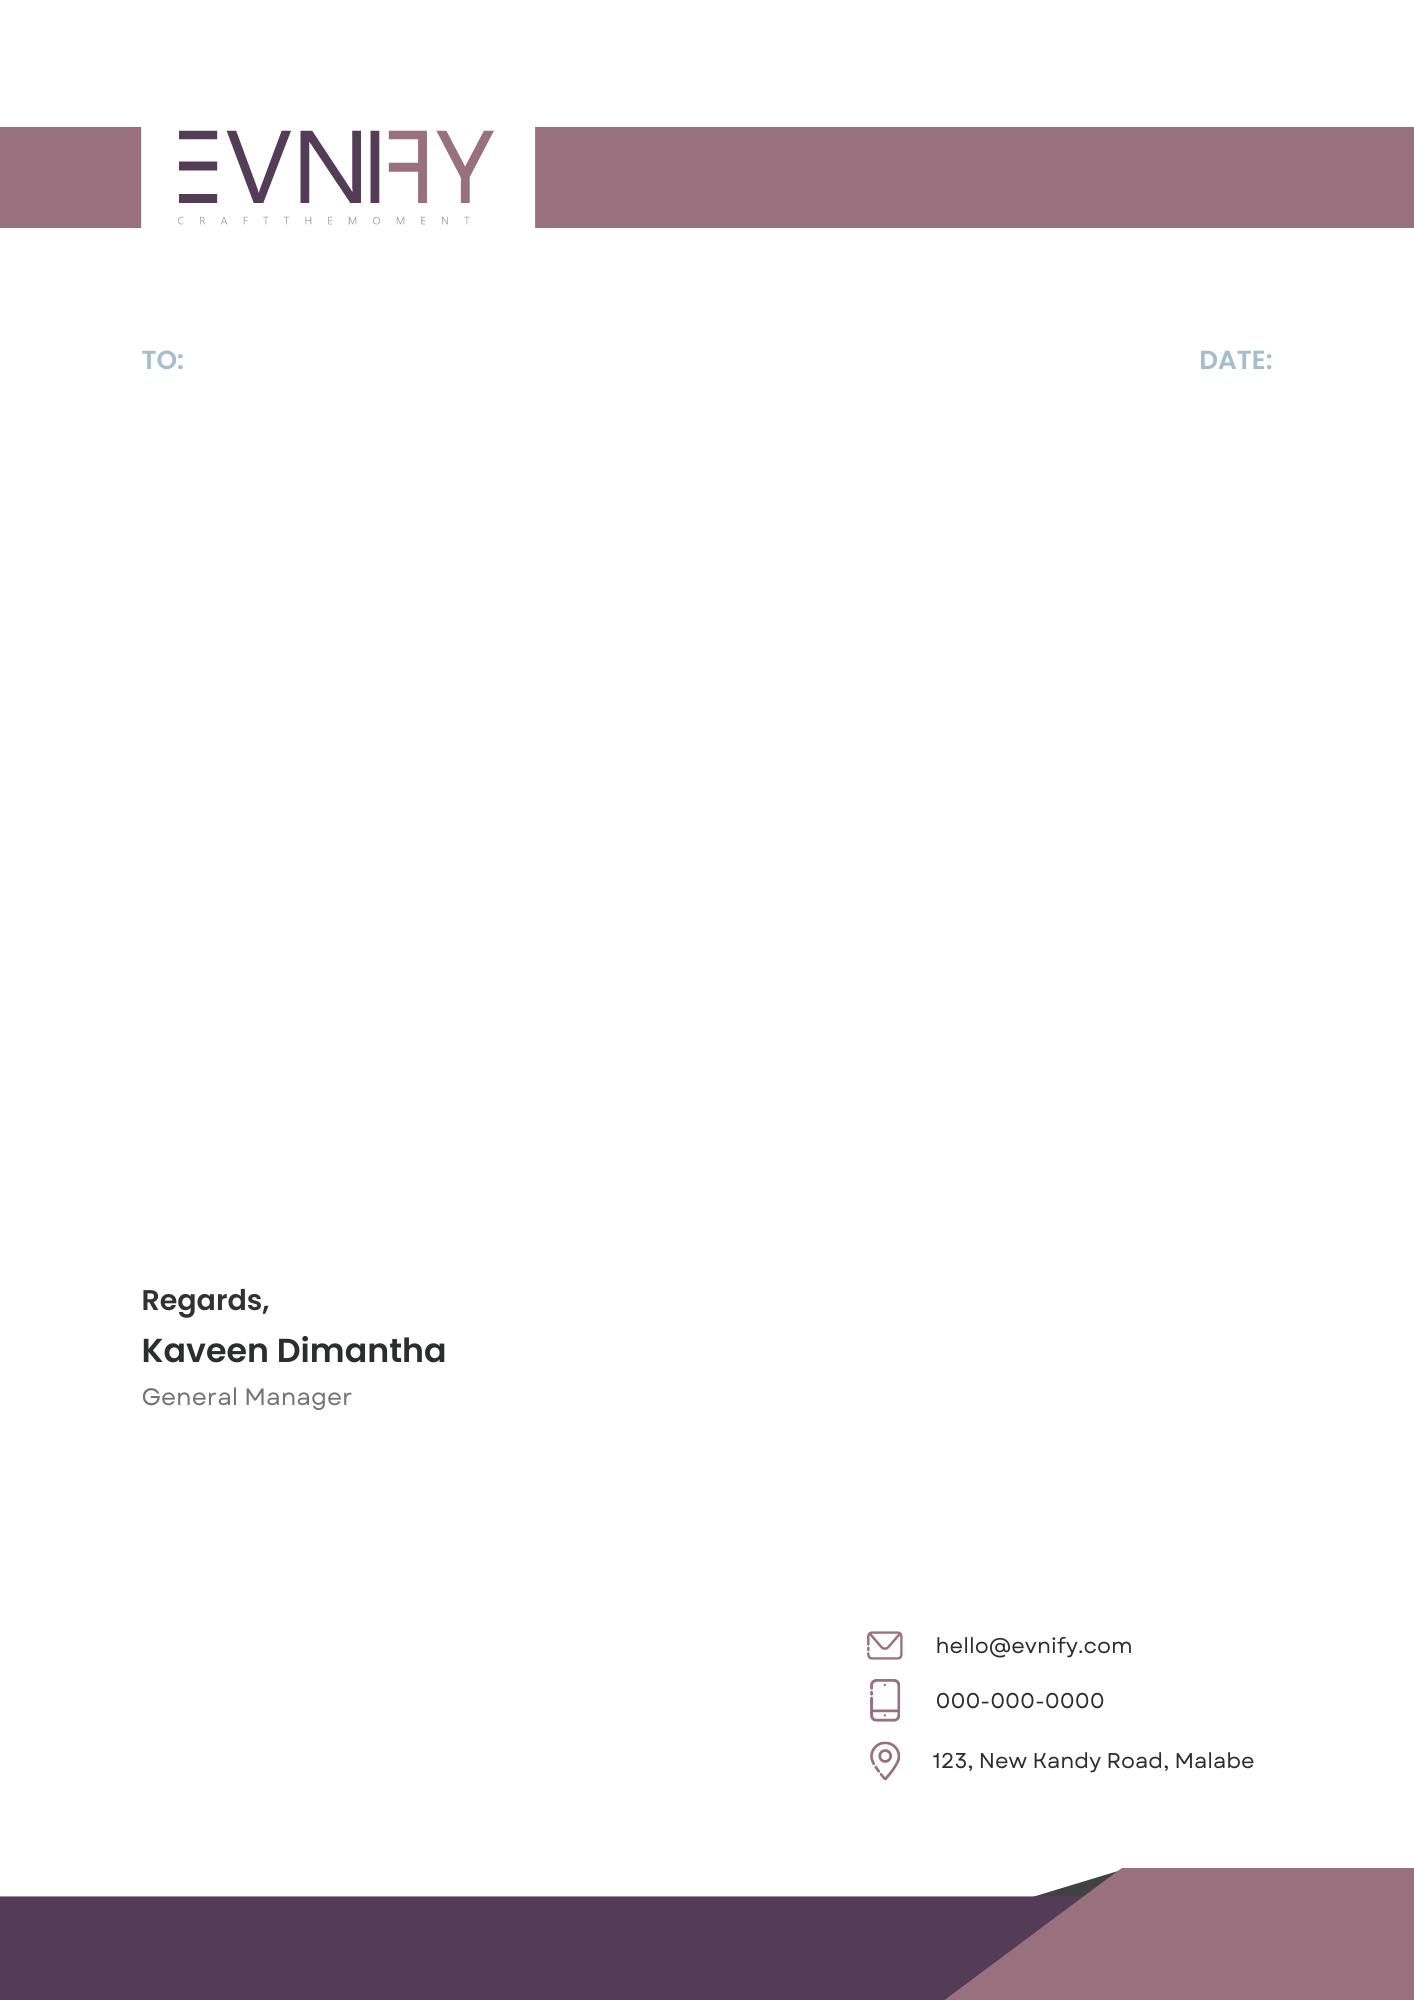 EVNIFY
CRAFTTHEMOMENT
TO: DATE:
Regards,
Kaveen Dimantha
General Manager
hello@evnify.com
000-000-0000
123, New Kandy Road, Malabe